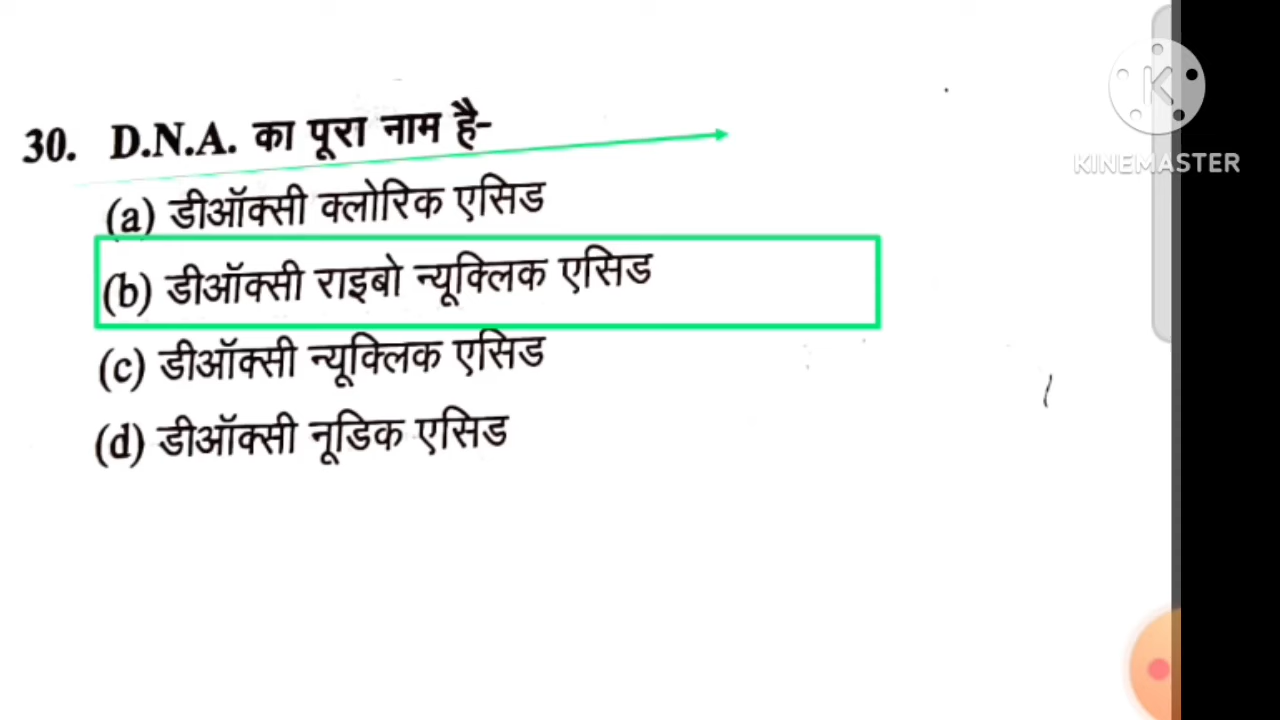 30. D.N.A. का पूरा नाम है-
(a) डीऑक्सी क्लोरिक एसिड
(b) डीऑक्सी राइबो न्यूक्लिक एसिड
(c) डीऑक्सी न्यूक्लिक एसिड
(d) डीऑक्सी नूडिक एसिड
KINEMASTER